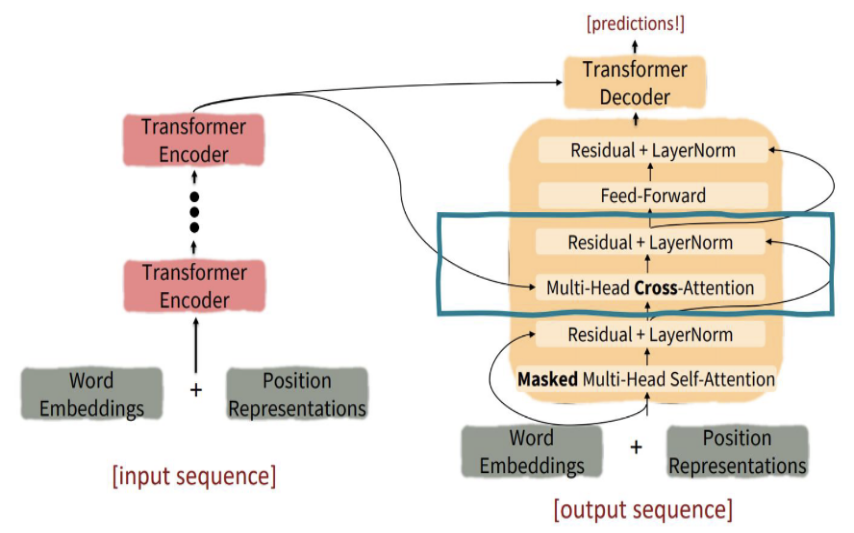 [predictions!]
Transformer
Decoder
Residual + LayerNorm
Feed-Forward
Residual + LayerNorm
Multi-Head Cross-Attention
Residual + LayerNorm
Masked Multi-Head Self-Attention
Word
Embeddings
+
Position
Representations
[output sequence]
Transformer
Encoder
Transformer
Encoder
Word
Embeddings
+
Position
Representations
[input sequence]